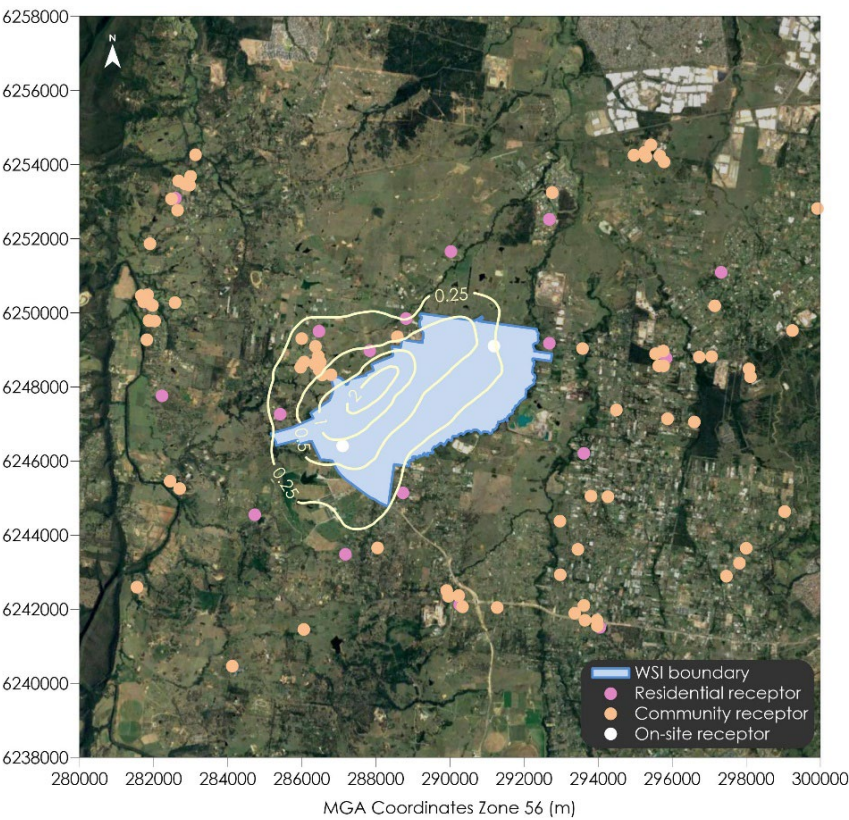 6258000
N
6256000
6254000
6252000
6250000
0.25
6248000
2
1
0.5
6246000
0.25
6244000
6242000
6240000
WSI boundary
Residential receptor
Community receptor
On-site receptor
6238000
280000 282000 284000 286000 288000 290000 292000 294000 296000 298000 300000
MGA Coordinates Zone 56 (m)